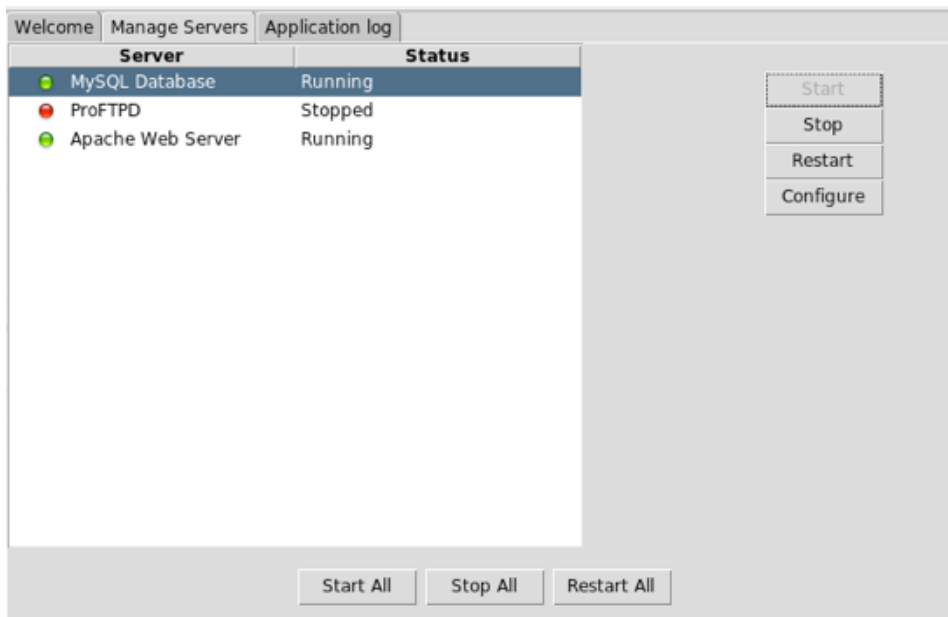 Welcome Manage Servers Application log
Server Status
MySQL Database Running
ProFTPD Stopped
Apache Web Server Running
Start
Stop
Restart
Configure
Start All Stop All Restart All